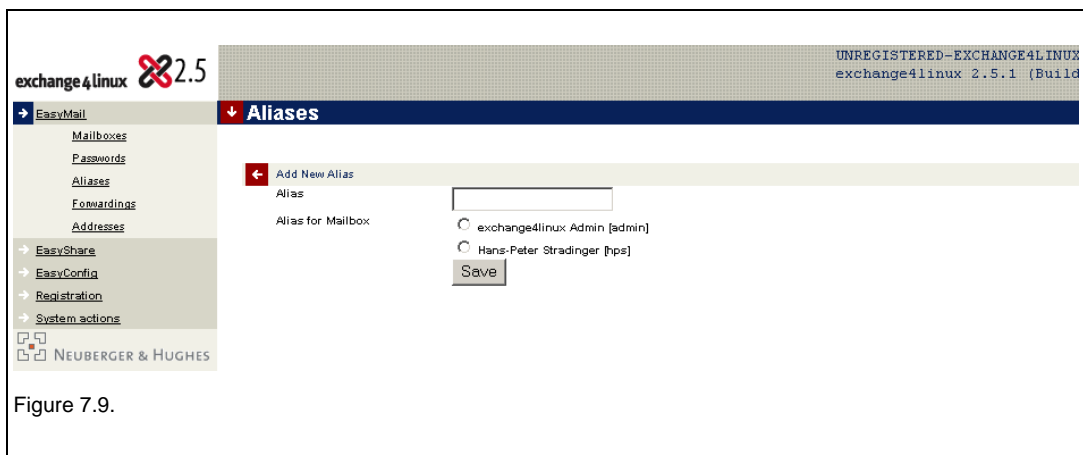 exchange4linux 2.5
UNREGISTERED-EXCHANGE4LINUX
exchange4linux 2.5.1 (Build
EasyMail
Mailboxes
Passwords
Aliases
Forwardings
Addresses
EasyShare
EasyConfig
Registration
System actions
NEUBERGER & HUGHES
Aliases
Add New Alias
Alias
Alias for Mailbox
exchange4linux Admin [admin]
Hans-Peter Stradinger [hps]
Save
Figure 7.9.